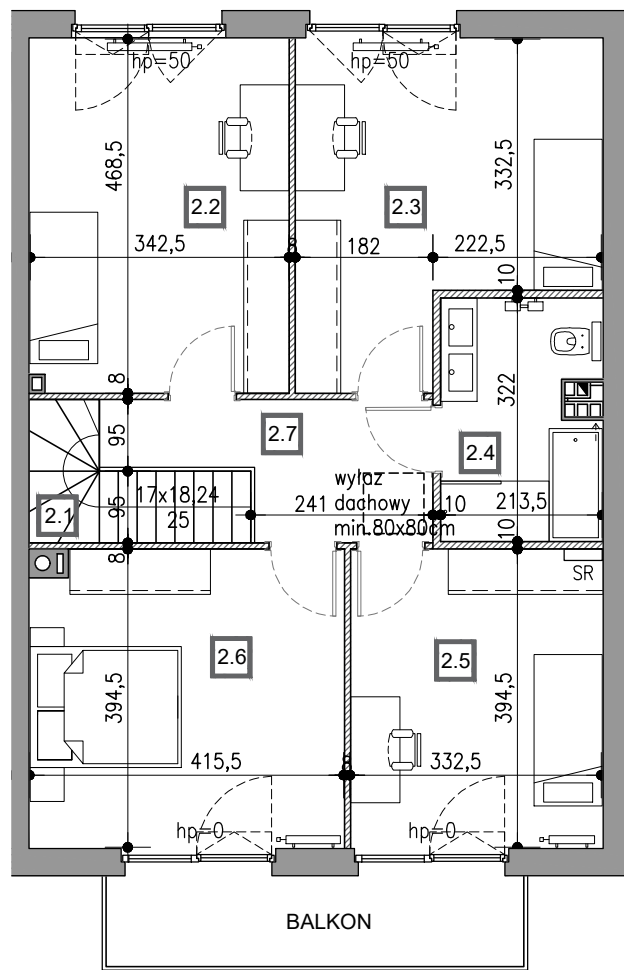 hp=50
hp=50
468,5
332,5
2.2
2.3
342,5
8
182
222,5
10
8
322
95
2.7
2.4
wyłaz
dachowy
min.80x80cm
17x18,24
25
2.1
95
241
10
213,5
10
8
SR
2.6
2.5
394,5
394,5
415,5
8
332,5
hp=0
hp=0
BALKON